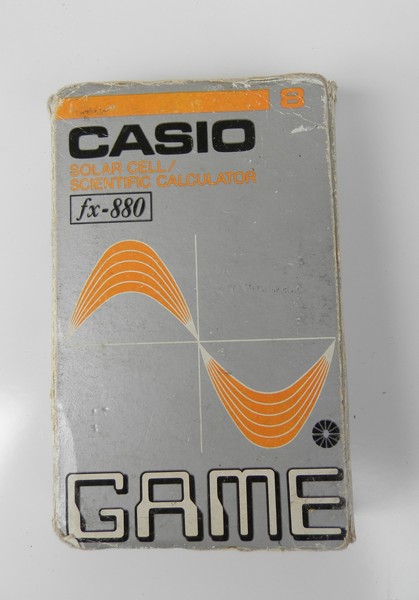 8
CASIO
SOLAR CELL/
SCIENTIFIC CALCULATOR
fx-880
GAME